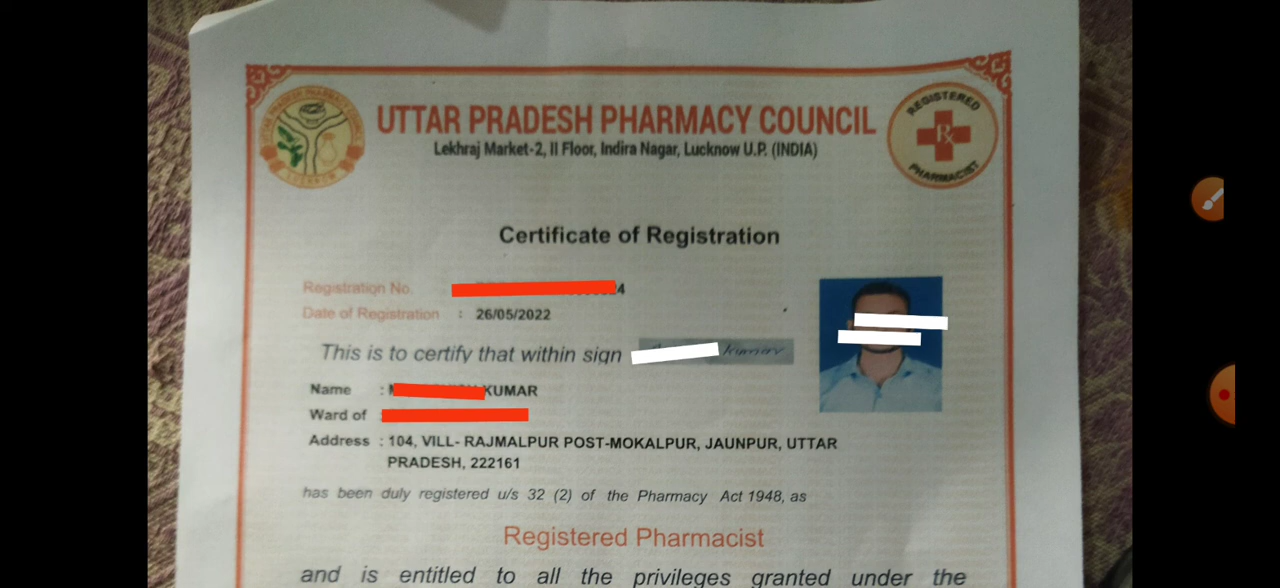 UTTAR PRADESH PHARMACY COUNCIL
Lekhraj Market-2, II Floor, Indira Nagar, Lucknow U.P. (INDIA)
REGISTERED
Rx
PHARMACIST
Certificate of Registration
Registration No. 4
Date of Registration : 26/05/2022
This is to certify that within sign kumar
Name : KUMAR
Ward of :
Address : 104, VILL- RAJMALPUR POST-MOKALPUR, JAUNPUR, UTTAR
PRADESH, 222161
has been duly registered u/s 32 (2) of the Pharmacy Act 1948, as
Registered Pharmacist
and is entitled to all the privileges granted under the